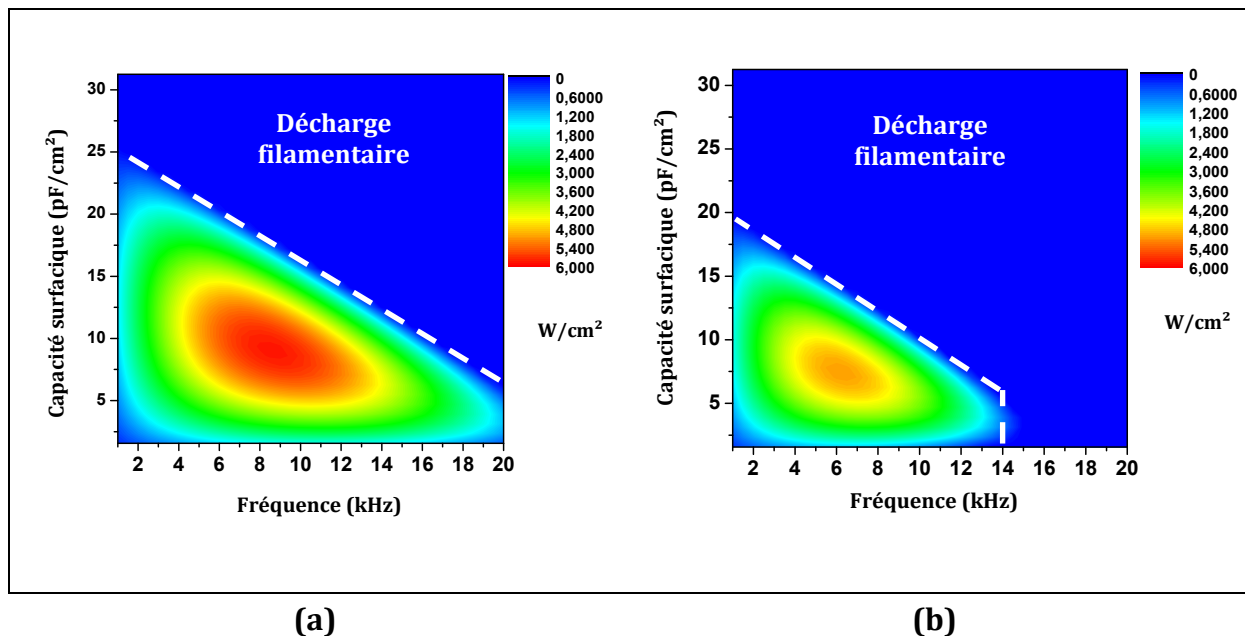 Décharge
filamentaire
Capacité surfacique (pF/cm²)
30
25
20
15
10
5
2 4 6 8 10 12 14 16 18 20
Fréquence (kHz)
0
0,6000
1,200
1,800
2,400
3,000
3,600
4,200
4,800
5,400
6,000
W/cm²
(a)
Décharge
filamentaire
Capacité surfacique (pF/cm²)
30
25
20
15
10
5
2 4 6 8 10 12 14 16 18 20
Fréquence (kHz)
0
0,6000
1,200
1,800
2,400
3,000
3,600
4,200
4,800
5,400
6,000
W/cm²
(b)